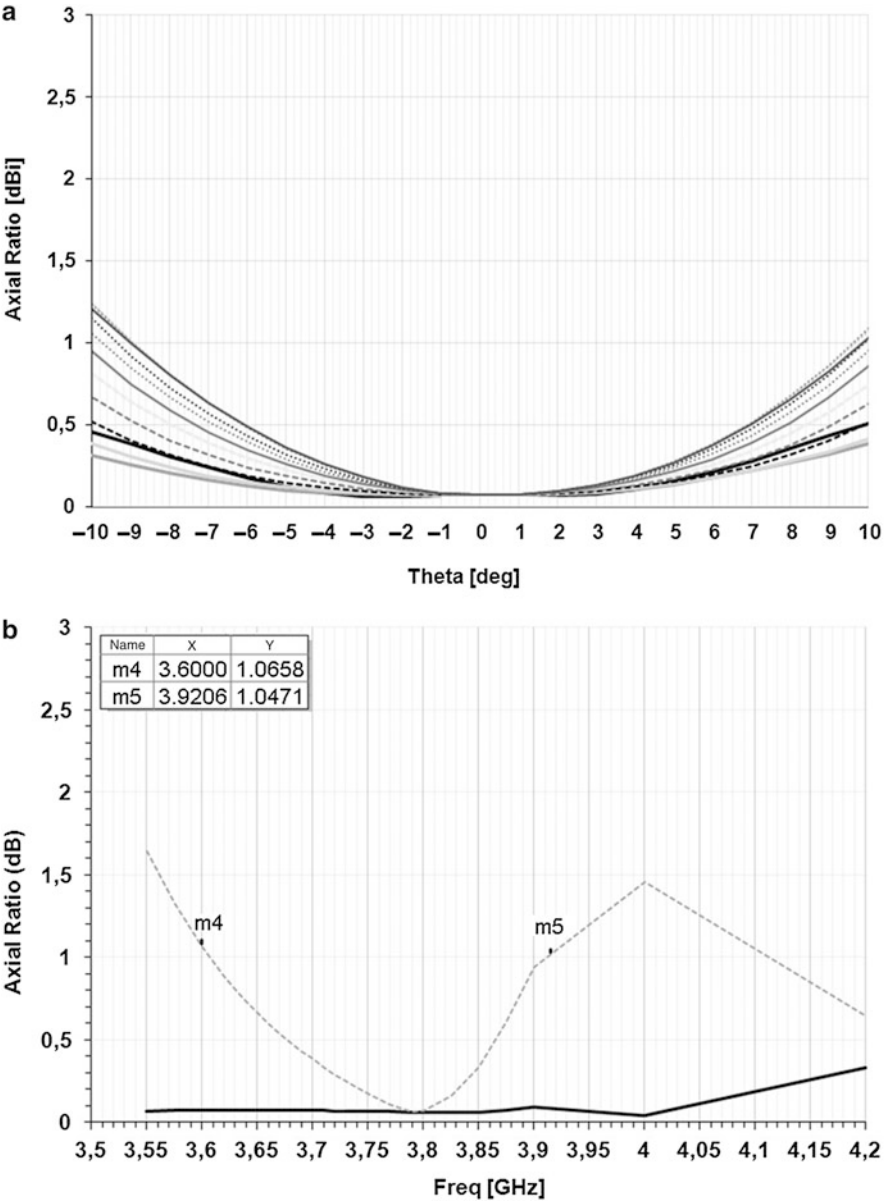 a
3
2,5
2
1,5
1
0,5
0
Axial Ratio [dBi]
–10 –9 –8 –7 –6 –5 –4 –3 –2 –1 0 1 2 3 4 5 6 7 8 9 10
Theta [deg]
b
3
2,5
2
1,5
1
0,5
0
Axial Ratio (dB)
Name X Y
m4 3.6000 1.0658
m5 3.9206 1.0471
m4
m5
3,5 3,55 3,6 3,65 3,7 3,75 3,8 3,85 3,9 3,95 4 4,05 4,1 4,15 4,2
Freq [GHz]